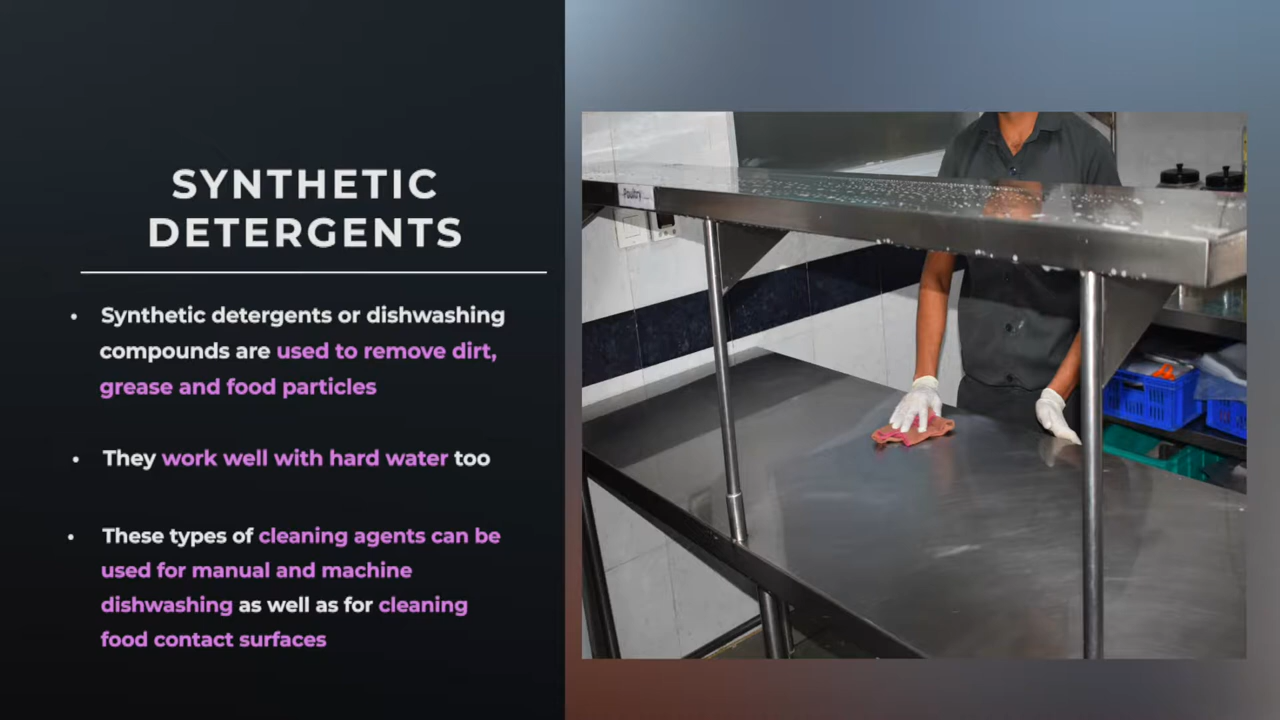 SYNTHETIC
DETERGENTS
• Synthetic detergents or dishwashing
compounds are used to remove dirt,
grease and food particles
• They work well with hard water too
• These types of cleaning agents can be
used for manual and machine
dishwashing as well as for cleaning
food contact surfaces
Poultry